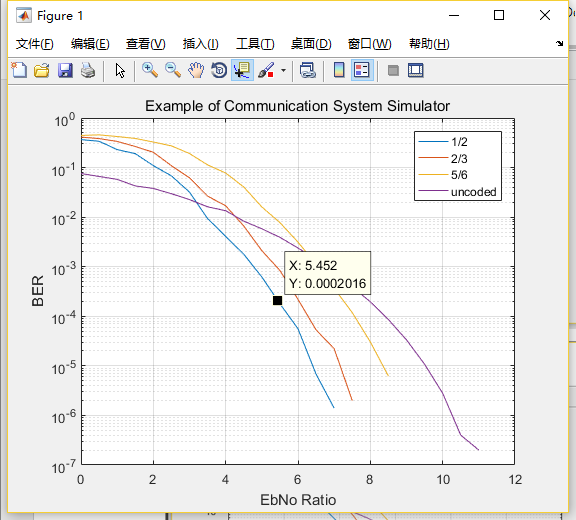 Figure 1
文件(F) 编辑(E) 查看(V) 插入(I) 工具(T) 桌面(D) 窗口(W) 帮助(H)
Example of Communication System Simulator
10^0
10^-1
10^-2
10^-3
10^-4
10^-5
10^-6
10^-7
BER
1/2
2/3
5/6
uncoded
X: 5.452
Y: 0.0002016
0 2 4 6 8 10 12
EbNo Ratio